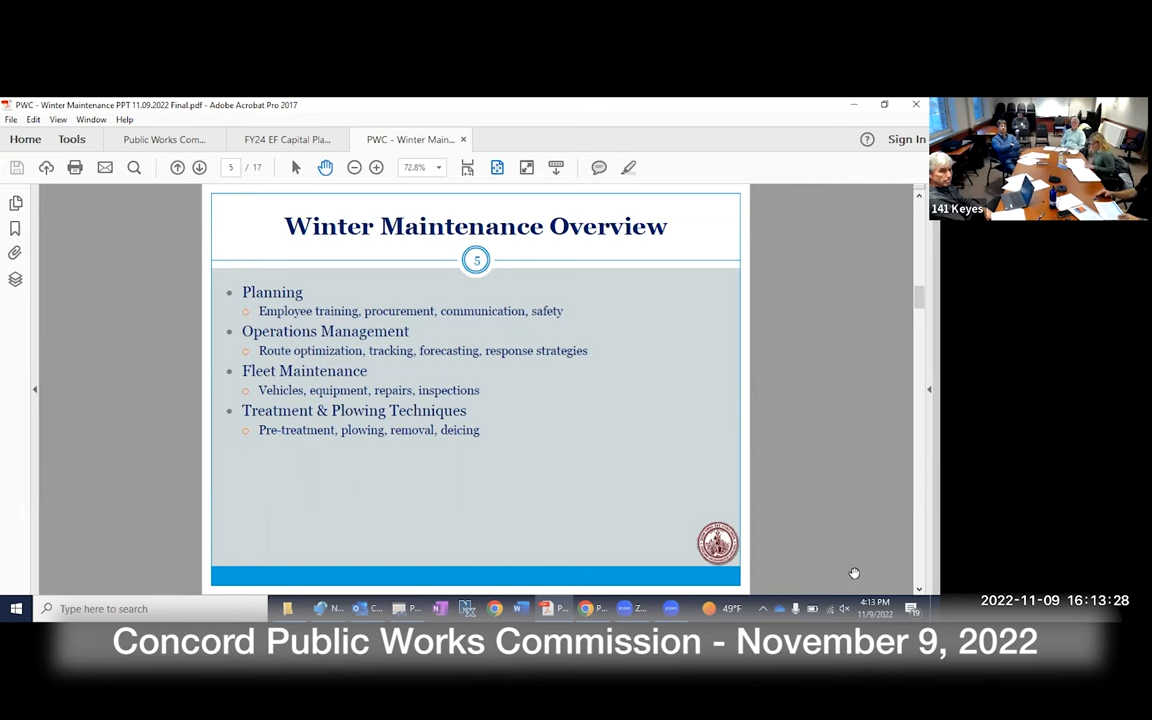 PWC - Winter Maintenance PPT 11.09.2022 Final.pdf - Adobe Acrobat Pro 2017
File Edit View Window Help
Home Tools Public Works Com... FY24 EF Capital Pla... PWC - Winter Main... × Sign In
5 / 17 72.8%
141 Keyes
Winter Maintenance Overview
5
Planning
Employee training, procurement, communication, safety
Operations Management
Route optimization, tracking, forecasting, response strategies
Fleet Maintenance
Vehicles, equipment, repairs, inspections
Treatment & Plowing Techniques
Pre-treatment, plowing, removal, deicing
Type here to search
N... C... P... P... P... Z... 49°F 4:13 PM
11/9/2022
2022-11-09 16:13:28
Concord Public Works Commission - November 9, 2022